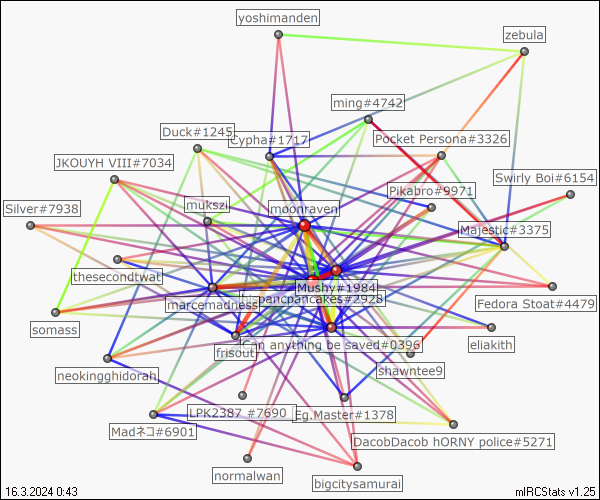 yoshimanden
zebula
ming#4742
Duck#1245
Cypha#1717
Pocket Persona#3326
JKOUYH VIII#7034
Swirly Boi#6154
Pikabro#9971
Silver#7938
mukszi
moonraven
Majestic#3375
thesecondtwat
Mushy#1984
marcemadness
pancpancakes#2928
Fedora Stoat#4479
somass
Can anything be saved#0396
eliakith
frisout
shawntee9
neokingghidorah
LPK2387 #7690
Eg.Master#1378
Madネコ#6901
DacobDacob hORNY police#5271
normalwan
bigcitysamurai
16.3.2024 0:43
mIRCStats v1.25